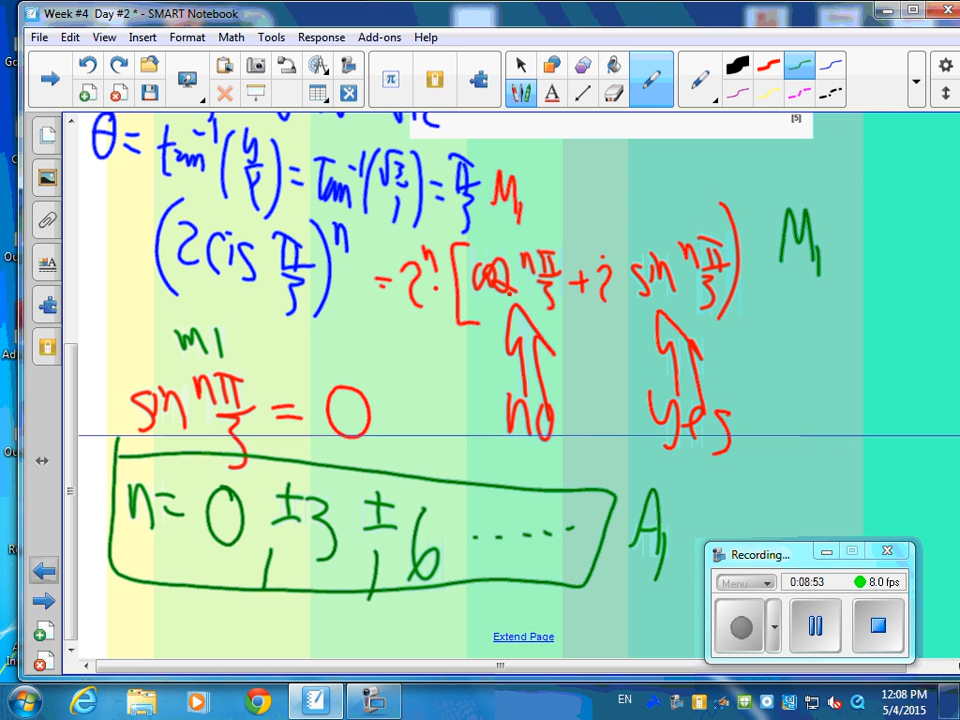 Week #4 Day #2 * - SMART Notebook
File Edit View Insert Format Math Tools Response Add-ons Help
[5]
θ = tan⁻¹(y/x) = Tan⁻¹(√3/1) = π/3 M1
(2cis π/3)ⁿ = 2ⁿ·[cos nπ/3 + i sin nπ/3) M1
m1
sin nπ/3 = 0
no yes
n = 0, ±3, ±6 ..... A1
Recording...
Menu 0:08:53 8.0 fps
Extend Page
EN
12:08 PM
5/4/2015